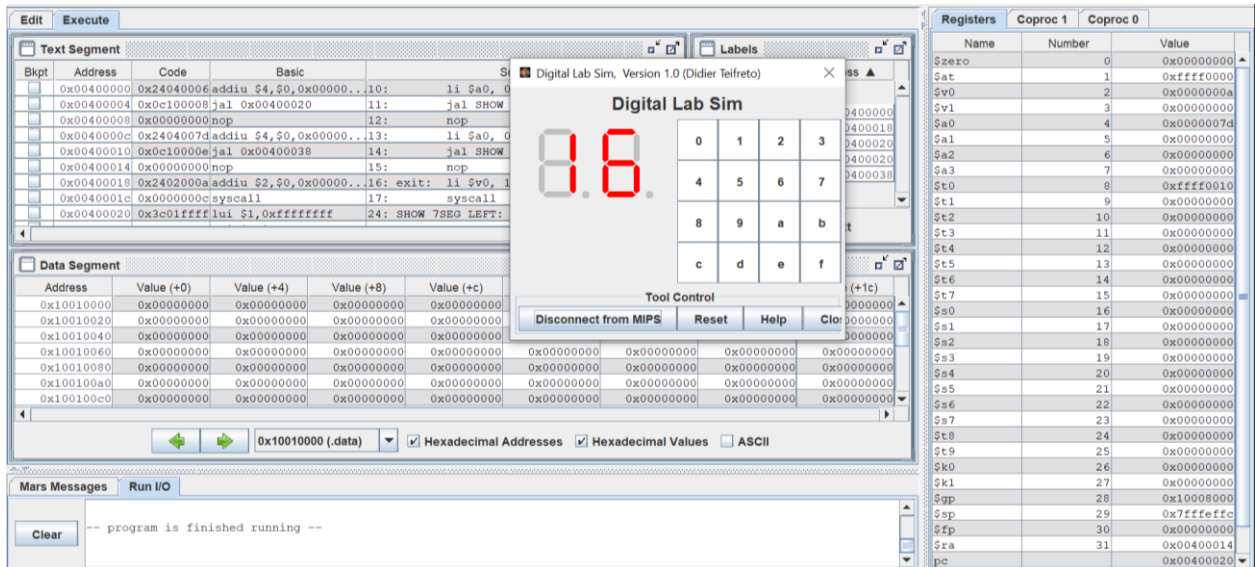 Edit Execute
Text Segment
Bkpt Address Code Basic
0x00400000 0x24040006 addiu $4,$0,0x00000... 10: li $a0, 0
0x00400004 0x0c100008 jal 0x00400020 11: jal SHOW
0x00400008 0x00000000 nop 12: nop
0x0040000c 0x2404007d addiu $4,$0,0x00000... 13: li $a0, 0
0x00400010 0x0c10000e jal 0x00400038 14: jal SHOW
0x00400014 0x00000000 nop 15: nop
0x00400018 0x2402000a addiu $2,$0,0x00000... 16: exit: li $v0, 1
0x0040001c 0x0000000c syscall 17: syscall
0x00400020 0x3c01ffff lui $1,0xffffffff 24: SHOW 7SEG LEFT:
Labels
ss ▲
0400000
0400018
0400020
0400020
0400038
Digital Lab Sim, Version 1.0 (Didier Teifreto)
Digital Lab Sim
16
0 1 2 3
4 5 6 7
8 9 a b
c d e f
Tool Control
Disconnect from MIPS Reset Help Clo
Data Segment
Address Value (+0) Value (+4) Value (+8) Value (+c) (+1c)
0x10010000 0x00000000 0x00000000 0x00000000 0x00000000 0000000
0x10010020 0x00000000 0x00000000 0x00000000 0x00000000 0000000
0x10010040 0x00000000 0x00000000 0x00000000 0x00000000 0000000
0x10010060 0x00000000 0x00000000 0x00000000 0x00000000 0x00000000 0x00000000 0x00000000 0x00000000
0x10010080 0x00000000 0x00000000 0x00000000 0x00000000 0x00000000 0x00000000 0x00000000 0x00000000
0x100100a0 0x00000000 0x00000000 0x00000000 0x00000000 0x00000000 0x00000000 0x00000000 0x00000000
0x100100c0 0x00000000 0x00000000 0x00000000 0x00000000 0x00000000 0x00000000 0x00000000 0x00000000
0x10010000 (.data) Hexadecimal Addresses Hexadecimal Values ASCII
Mars Messages Run I/O
Clear
-- program is finished running --
Registers Coproc 1 Coproc 0
Name Number Value
$zero 0 0x00000000
$at 1 0xffff0000
$v0 2 0x0000000a
$v1 3 0x00000000
$a0 4 0x0000007d
$a1 5 0x00000000
$a2 6 0x00000000
$a3 7 0x00000000
$t0 8 0xffff0010
$t1 9 0x00000000
$t2 10 0x00000000
$t3 11 0x00000000
$t4 12 0x00000000
$t5 13 0x00000000
$t6 14 0x00000000
$t7 15 0x00000000
$s0 16 0x00000000
$s1 17 0x00000000
$s2 18 0x00000000
$s3 19 0x00000000
$s4 20 0x00000000
$s5 21 0x00000000
$s6 22 0x00000000
$s7 23 0x00000000
$t8 24 0x00000000
$t9 25 0x00000000
$k0 26 0x00000000
$k1 27 0x00000000
$gp 28 0x10008000
$sp 29 0x7fffeffc
$fp 30 0x00000000
$ra 31 0x00400014
pc 0x00400020